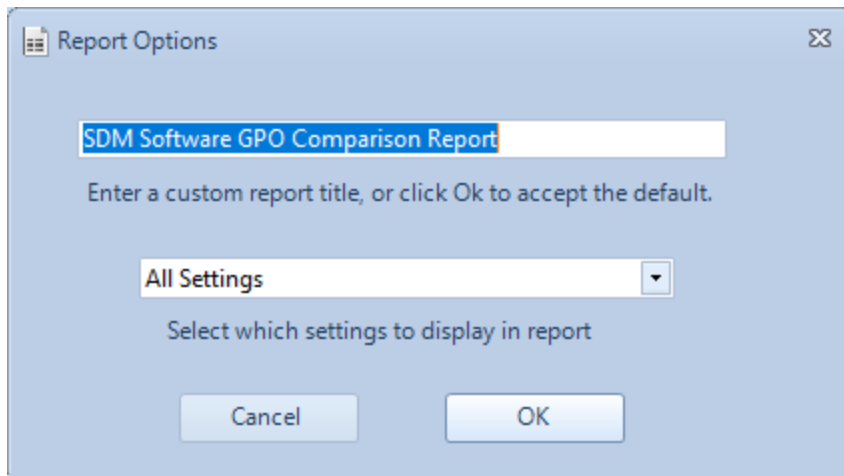 Report Options
SDM Software GPO Comparison Report
Enter a custom report title, or click Ok to accept the default.
All Settings
Select which settings to display in report
Cancel
OK